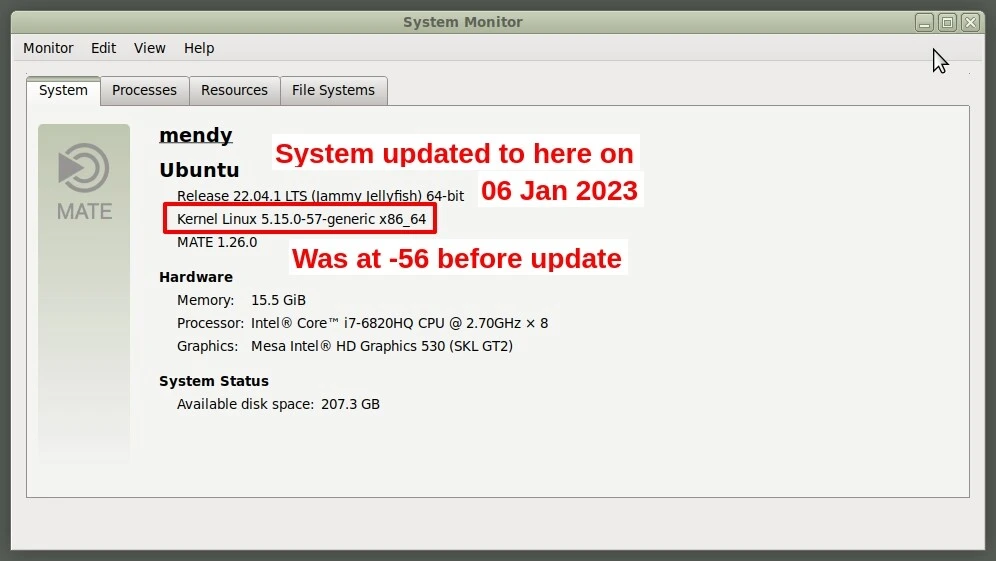 System Monitor
Monitor Edit View Help
System Processes Resources File Systems
MATE
mendy
System updated to here on
Ubuntu
06 Jan 2023
Release 22.04.1 LTS (Jammy Jellyfish) 64-bit
Kernel Linux 5.15.0-57-generic x86_64
MATE 1.26.0
Was at -56 before update
Hardware
Memory: 15.5 GiB
Processor: Intel® Core™ i7-6820HQ CPU @ 2.70GHz × 8
Graphics: Mesa Intel® HD Graphics 530 (SKL GT2)
System Status
Available disk space: 207.3 GB